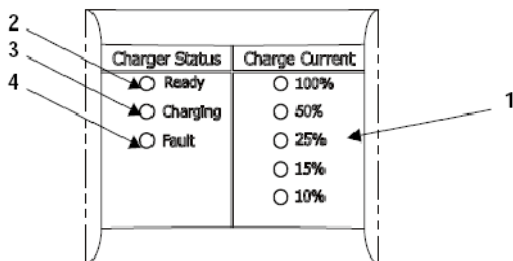 2
3
4
Charger Status
Ready
Charging
Fault
Charge Current
100%
50%
25%
15%
10%
1